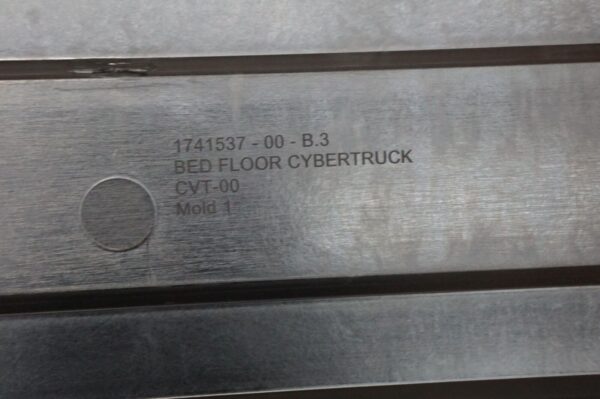 1741537 - 00 - B.3
BED FLOOR CYBERTRUCK
CVT-00
Mold 1